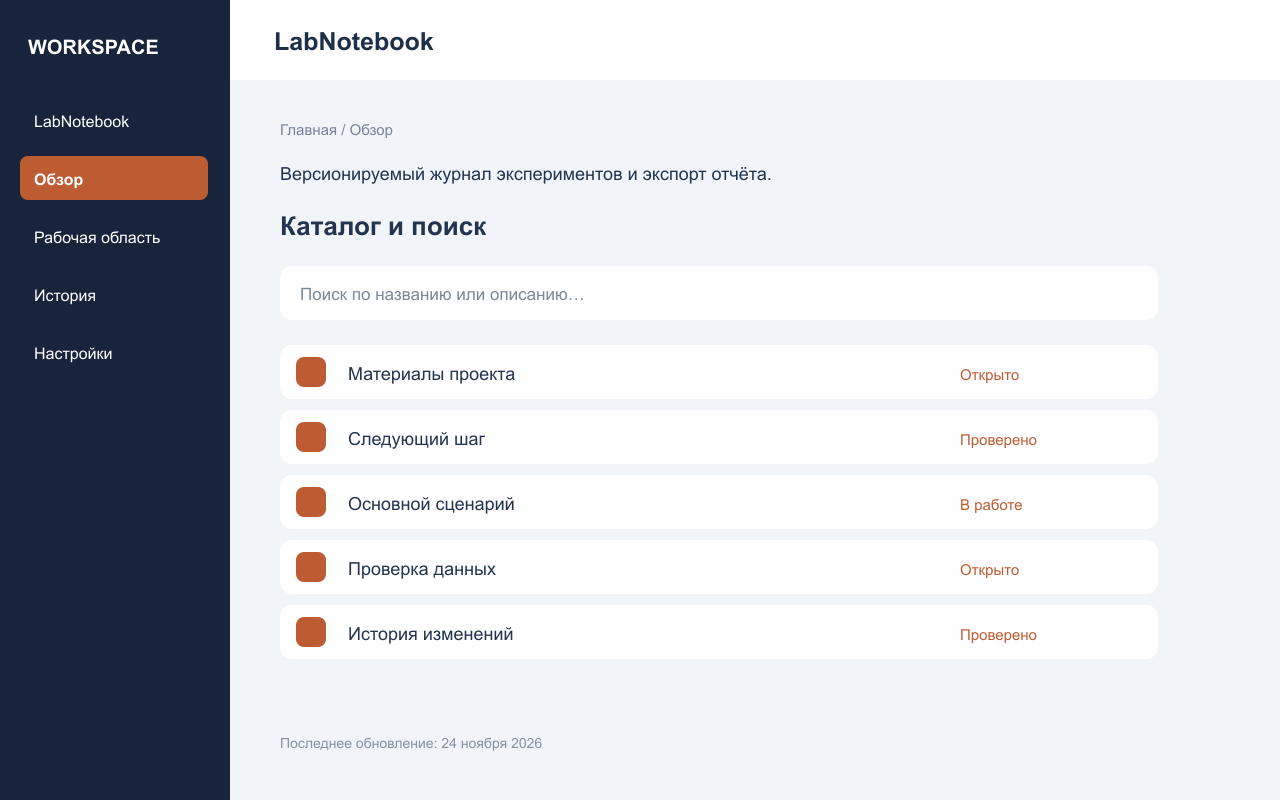 WORKSPACE
LabNotebook
Обзор
Рабочая область
История
Настройки
LabNotebook
Главная / Обзор
Версионируемый журнал экспериментов и экспорт отчёта.
Каталог и поиск
Поиск по названию или описанию…
Материалы проекта Открыто
Следующий шаг Проверено
Основной сценарий В работе
Проверка данных Открыто
История изменений Проверено
Последнее обновление: 24 ноября 2026